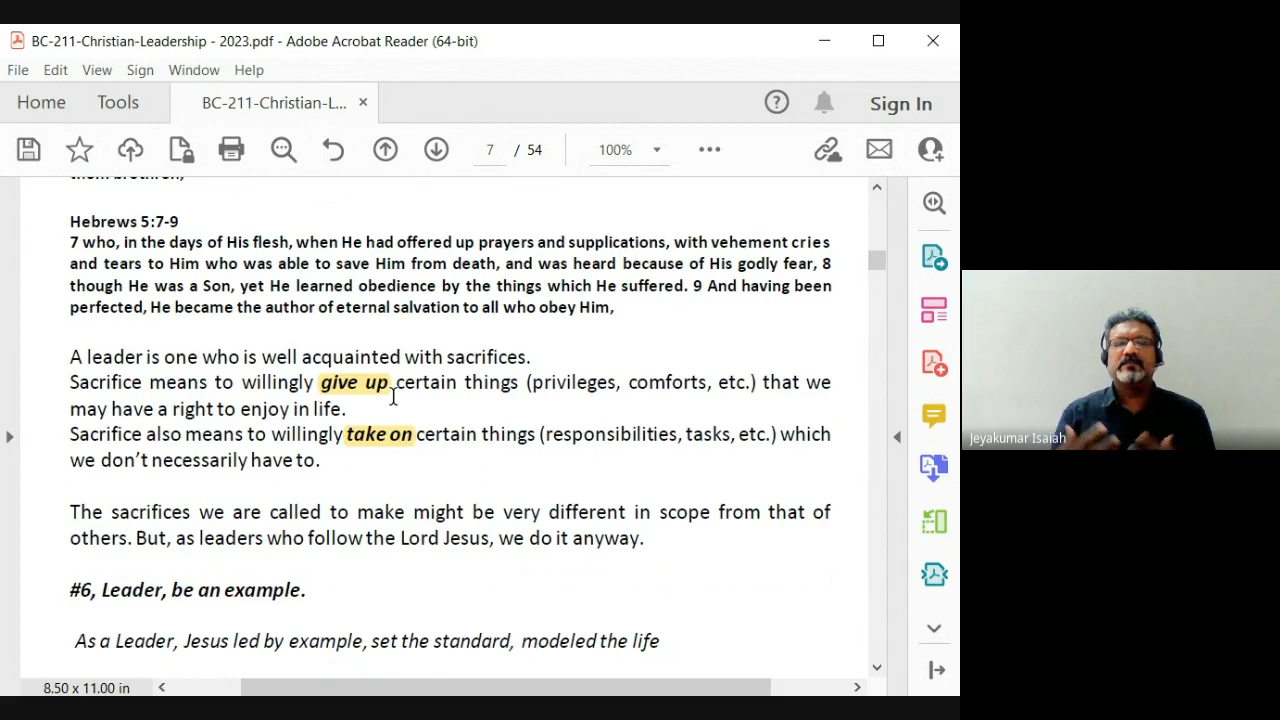 BC-211-Christian-Leadership - 2023.pdf - Adobe Acrobat Reader (64-bit)
File Edit View Sign Window Help
Home Tools BC-211-Christian-L... Sign In
7 / 54 100%
them brethren,
Hebrews 5:7-9
7 who, in the days of His flesh, when He had offered up prayers and supplications, with vehement cries
and tears to Him who was able to save Him from death, and was heard because of His godly fear, 8
though He was a Son, yet He learned obedience by the things which He suffered. 9 And having been
perfected, He became the author of eternal salvation to all who obey Him,
A leader is one who is well acquainted with sacrifices.
Sacrifice means to willingly give up certain things (privileges, comforts, etc.) that we
may have a right to enjoy in life.
Sacrifice also means to willingly take on certain things (responsibilities, tasks, etc.) which
we don't necessarily have to.
The sacrifices we are called to make might be very different in scope from that of
others. But, as leaders who follow the Lord Jesus, we do it anyway.
#6, Leader, be an example.
As a Leader, Jesus led by example, set the standard, modeled the life
8.50 x 11.00 in
Jeyakumar Isaiah